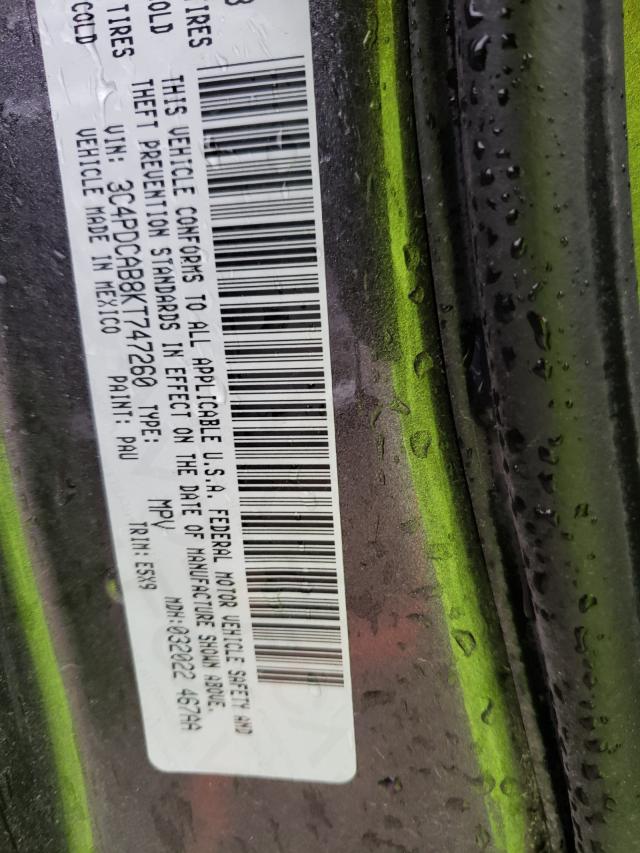 TIRES
OLD
TIRES
COLD
THIS VEHICLE CONFORMS TO ALL APPLICABLE U.S.A. FEDERAL MOTOR VEHICLE SAFETY AND
THEFT PREVENTION STANDARDS IN EFFECT ON THE DATE OF MANUFACTURE SHOWN ABOVE.
VIN: 3C4PDCAB8KT747260 TYPE: MPV MDH:032022 467AA
VEHICLE MADE IN MEXICO PAINT: PAU TRIM:E5X9